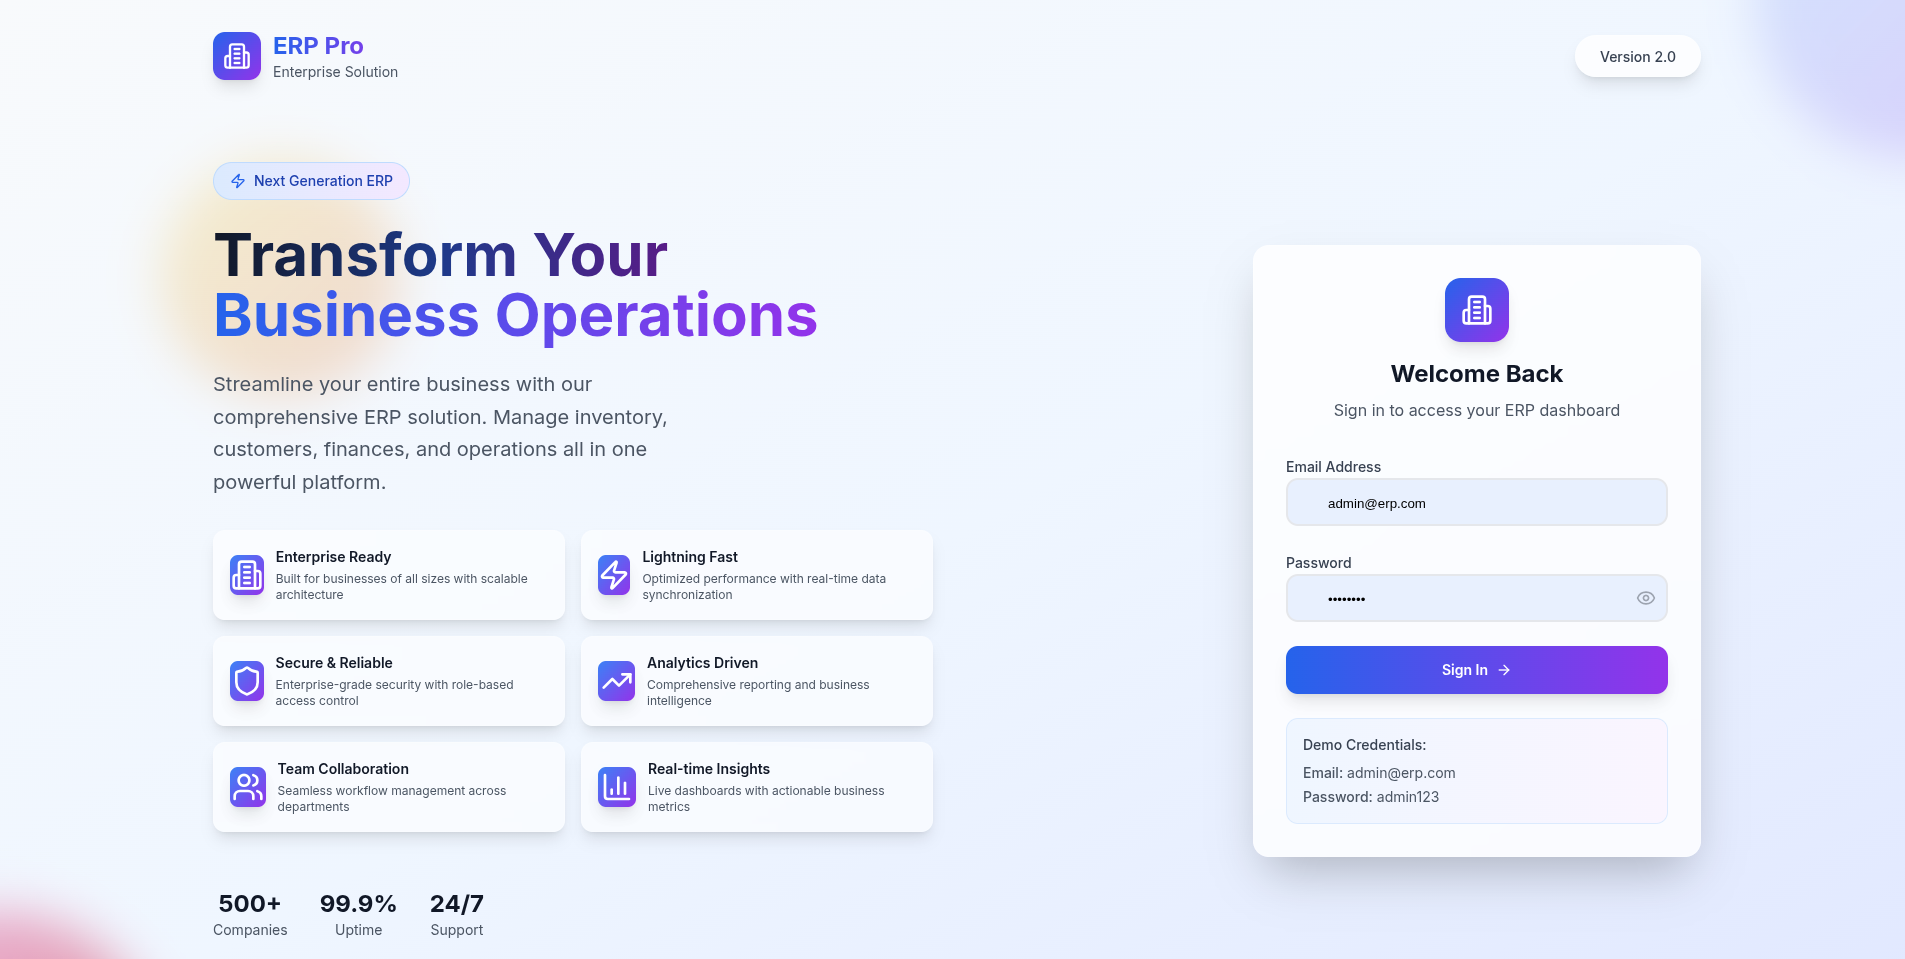 ERP Pro
Enterprise Solution
Version 2.0
Next Generation ERP
Transform Your
Business Operations
Streamline your entire business with our
comprehensive ERP solution. Manage inventory,
customers, finances, and operations all in one
powerful platform.
Enterprise Ready
Built for businesses of all sizes with scalable
architecture
Lightning Fast
Optimized performance with real-time data
synchronization
Secure & Reliable
Enterprise-grade security with role-based
access control
Analytics Driven
Comprehensive reporting and business
intelligence
Team Collaboration
Seamless workflow management across
departments
Real-time Insights
Live dashboards with actionable business
metrics
500+
Companies
99.9%
Uptime
24/7
Support
Welcome Back
Sign in to access your ERP dashboard
Email Address
admin@erp.com
Password
••••••••
Sign In →
Demo Credentials:
Email: admin@erp.com
Password: admin123